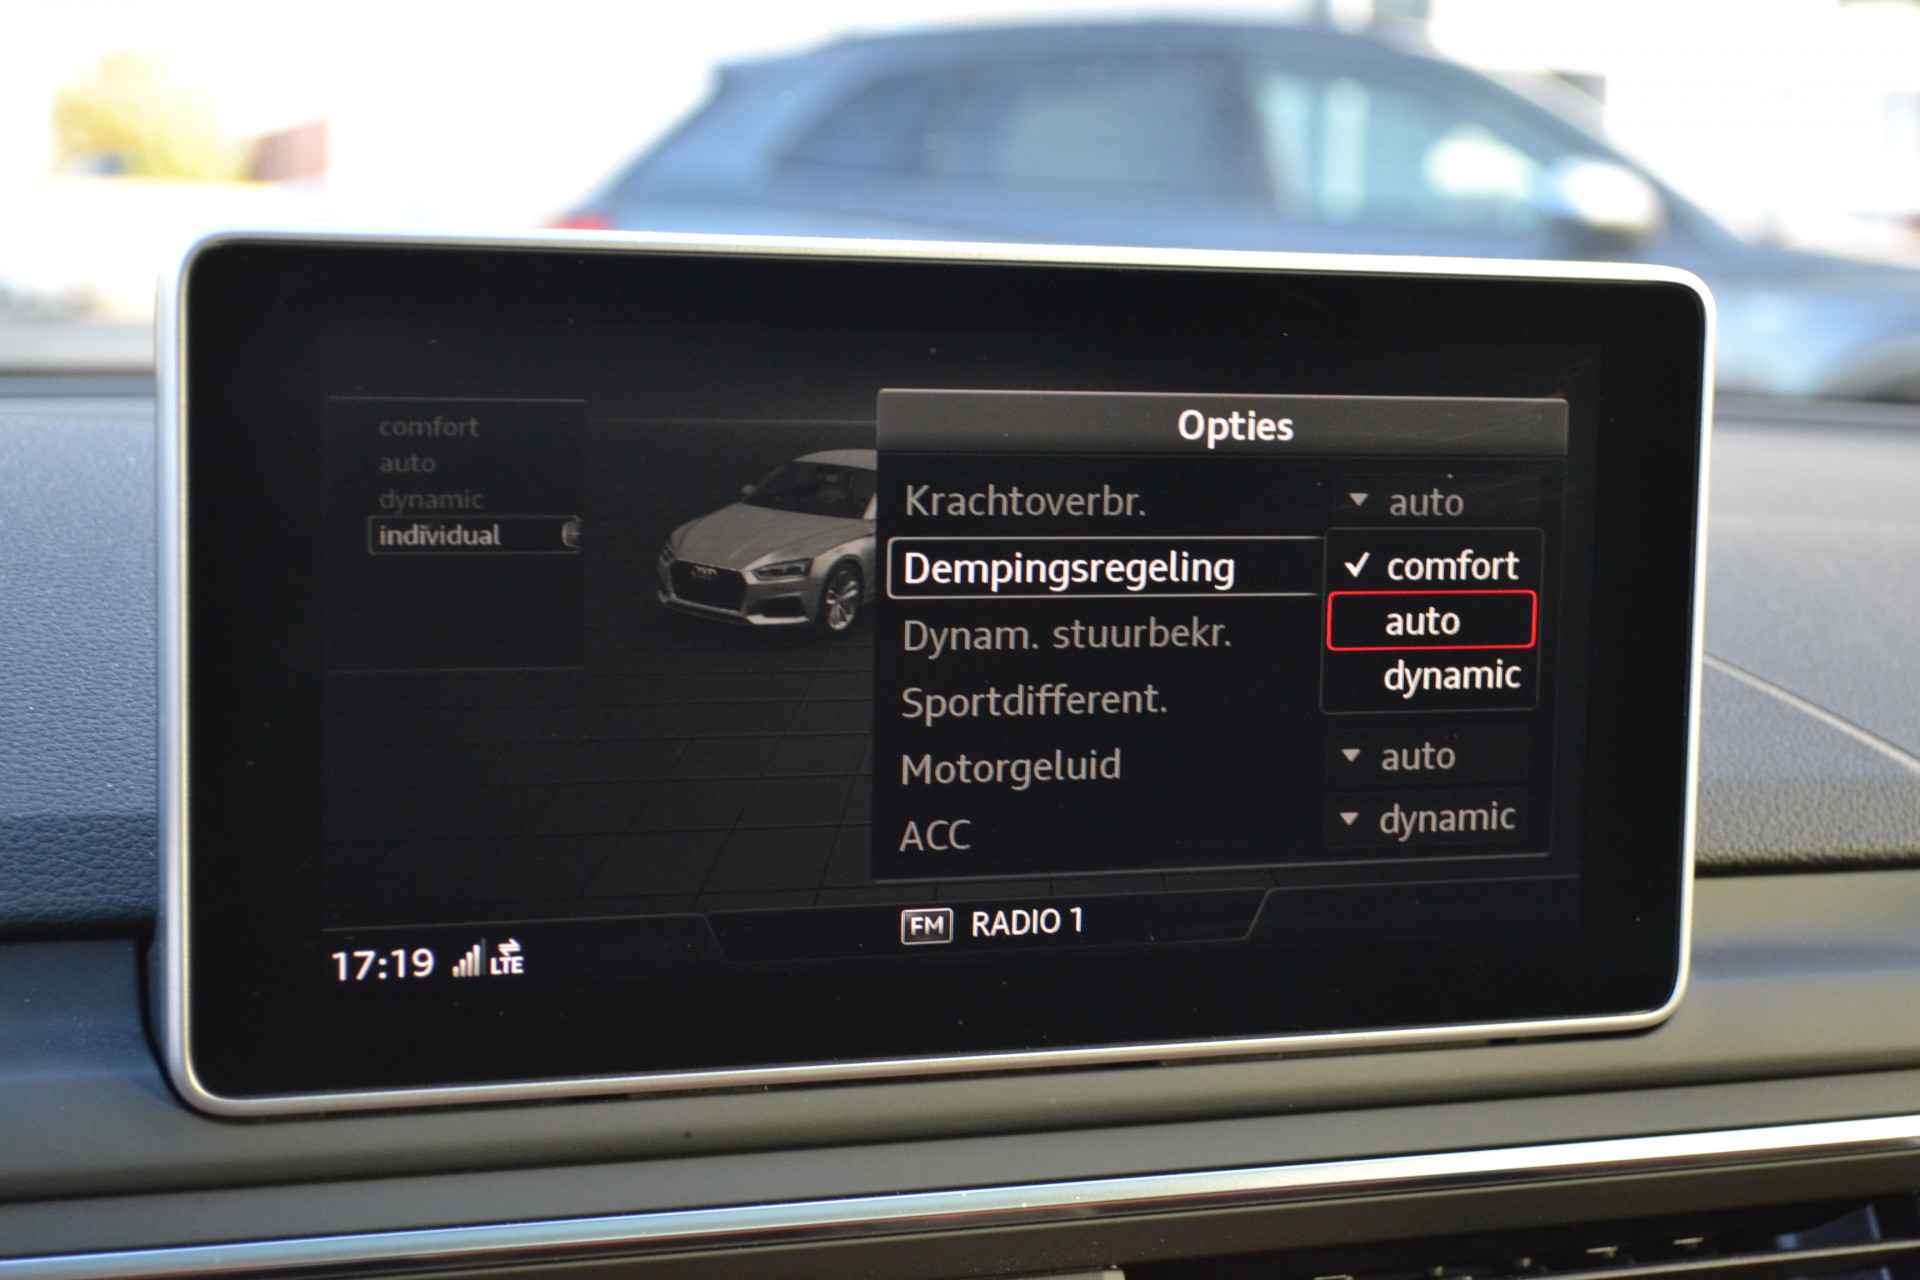 comfort
auto
dynamic
individual
Opties
Krachtoverbr. auto
Dempingsregeling comfort
auto
Dynam. stuurbekr.
dynamic
Sportdifferent.
Motorgeluid auto
ACC dynamic
FM RADIO 1
17:19 LTE